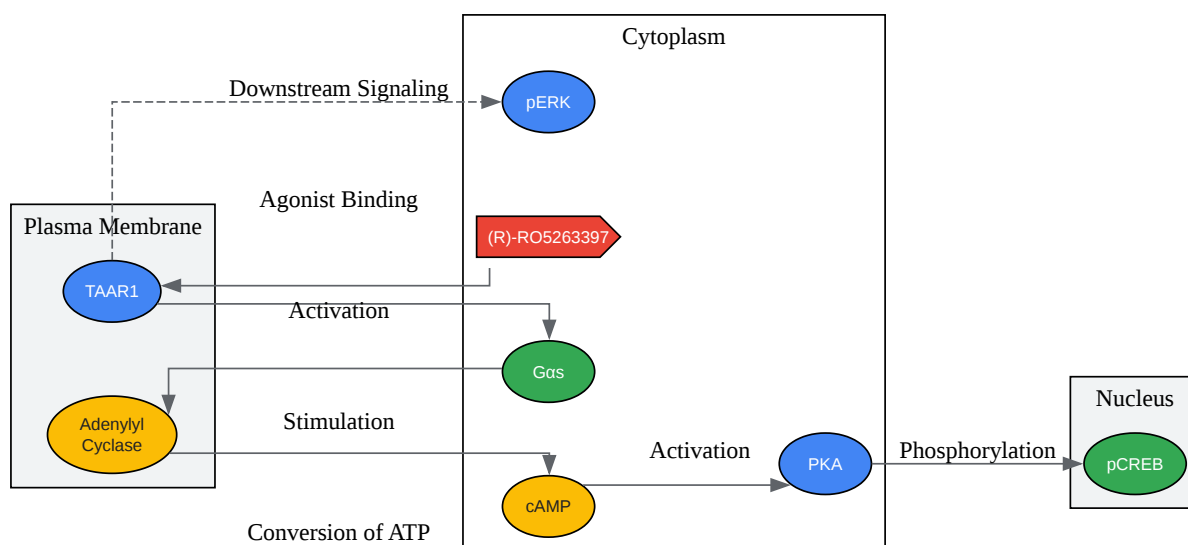 Cytoplasm
Downstream Signaling
pERK
Agonist Binding
Plasma Membrane
(R)-RO5263397
TAAR1
Activation
Gαs
Adenylyl
Cyclase
Stimulation
Activation
PKA
Phosphorylation
Nucleus
pCREB
cAMP
Conversion of ATP